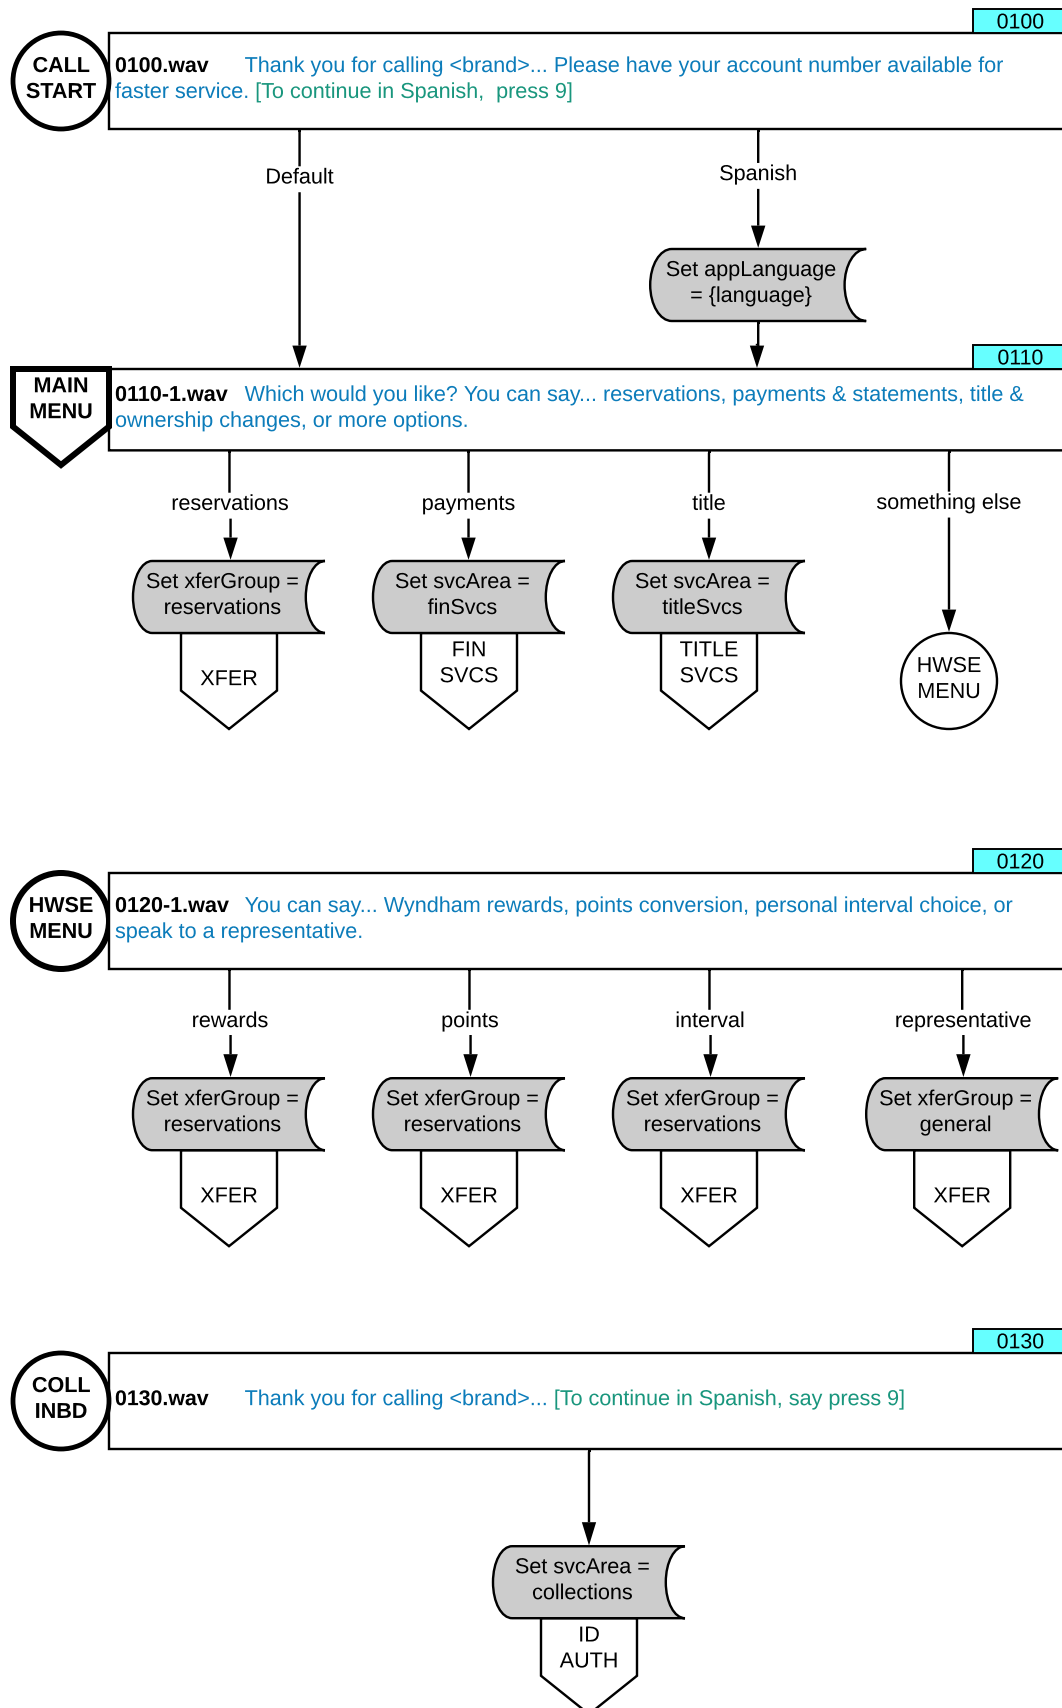 0100
CALL
START
0100.wav Thank you for calling <brand>... Please have your account number available for
faster service. [To continue in Spanish,  press 9]
Default
Spanish
Set appLanguage
= {language}
0110
MAIN
MENU
0110-1.wav Which would you like? You can say... reservations, payments & statements, title &
ownership changes, or more options.
reservations
payments
title
something else
Set xferGroup =
reservations
Set svcArea =
finSvcs
Set svcArea =
titleSvcs
XFER
FIN
SVCS
TITLE
SVCS
HWSE
MENU
0120
HWSE
MENU
0120-1.wav You can say... Wyndham rewards, points conversion, personal interval choice, or
speak to a representative.
rewards
points
interval
representative
Set xferGroup =
reservations
Set xferGroup =
reservations
Set xferGroup =
reservations
Set xferGroup =
general
XFER
XFER
XFER
XFER
0130
COLL
INBD
0130.wav Thank you for calling <brand>... [To continue in Spanish, say press 9]
Set svcArea =
collections
ID
AUTH